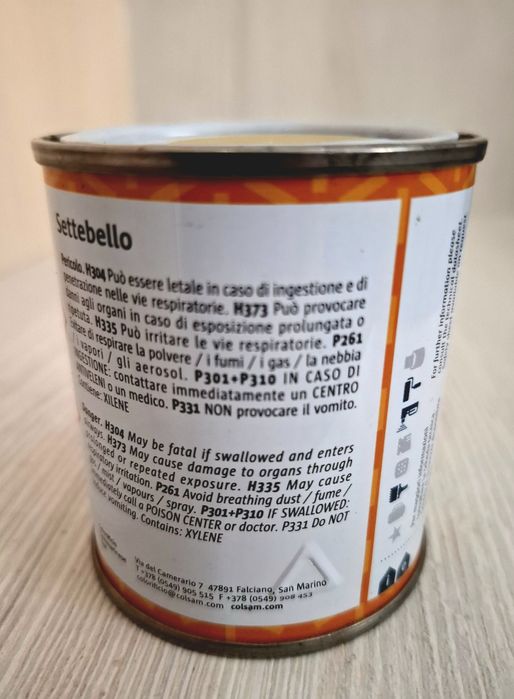 Settebello
Pericolo. H304 Può essere letale in caso di ingestione e di
penetrazione nelle vie respiratorie. H373 Può provocare
danni agli organi in caso di esposizione prolungata o
ripetuta. H335 Può irritare le vie respiratorie. P261
Evitare di respirare la polvere / i fumi / i gas / la nebbia
/ i vapori / gli aerosol. P301+P310 IN CASO DI
INGESTIONE: contattare immediatamente un CENTRO
ANTIVELENI o un medico. P331 NON provocare il vomito.
Contiene: XILENE
Danger. H304 May be fatal if swallowed and enters
airways. H373 May cause damage to organs through
prolonged or repeated exposure. H335 May cause
respiratory irritation. P261 Avoid breathing dust / fume /
gas / mist / vapours / spray. P301+P310 IF SWALLOWED:
immediately call a POISON CENTER or doctor. P331 Do NOT
induce vomiting. Contains: XYLENE
Via del Camerario 7 47891 Falciano, San Marino
T +378 (0549) 905 515 F +378 (0549) 908 453
colorificio@colsam.com colsam.com
For further information please